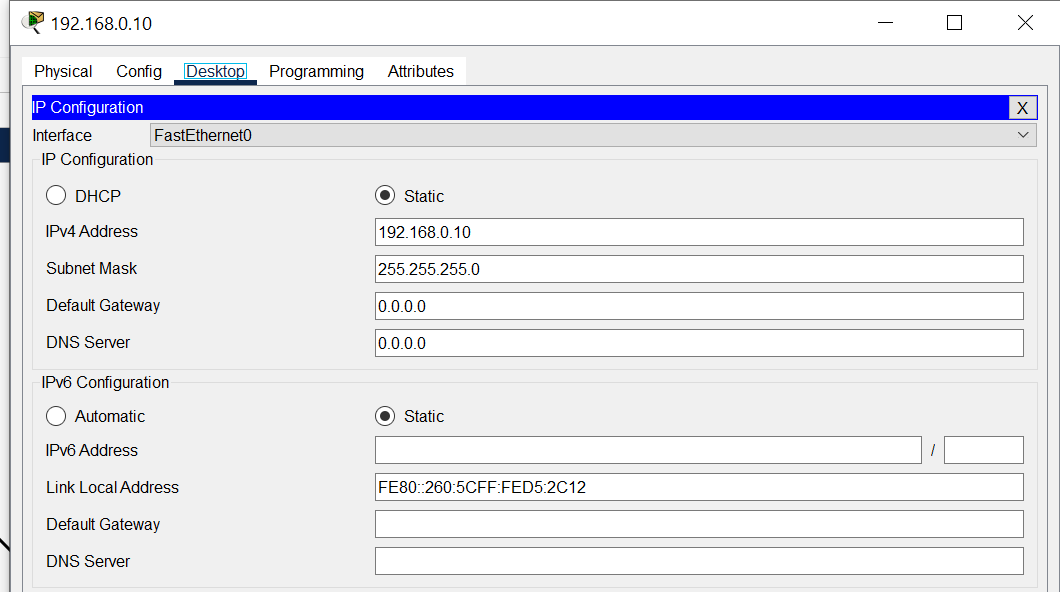 192.168.0.10
Physical Config Desktop Programming Attributes
IP Configuration X
Interface FastEthernet0
IP Configuration
DHCP Static
IPv4 Address 192.168.0.10
Subnet Mask 255.255.255.0
Default Gateway 0.0.0.0
DNS Server 0.0.0.0
IPv6 Configuration
Automatic Static
IPv6 Address /
Link Local Address FE80::260:5CFF:FED5:2C12
Default Gateway
DNS Server